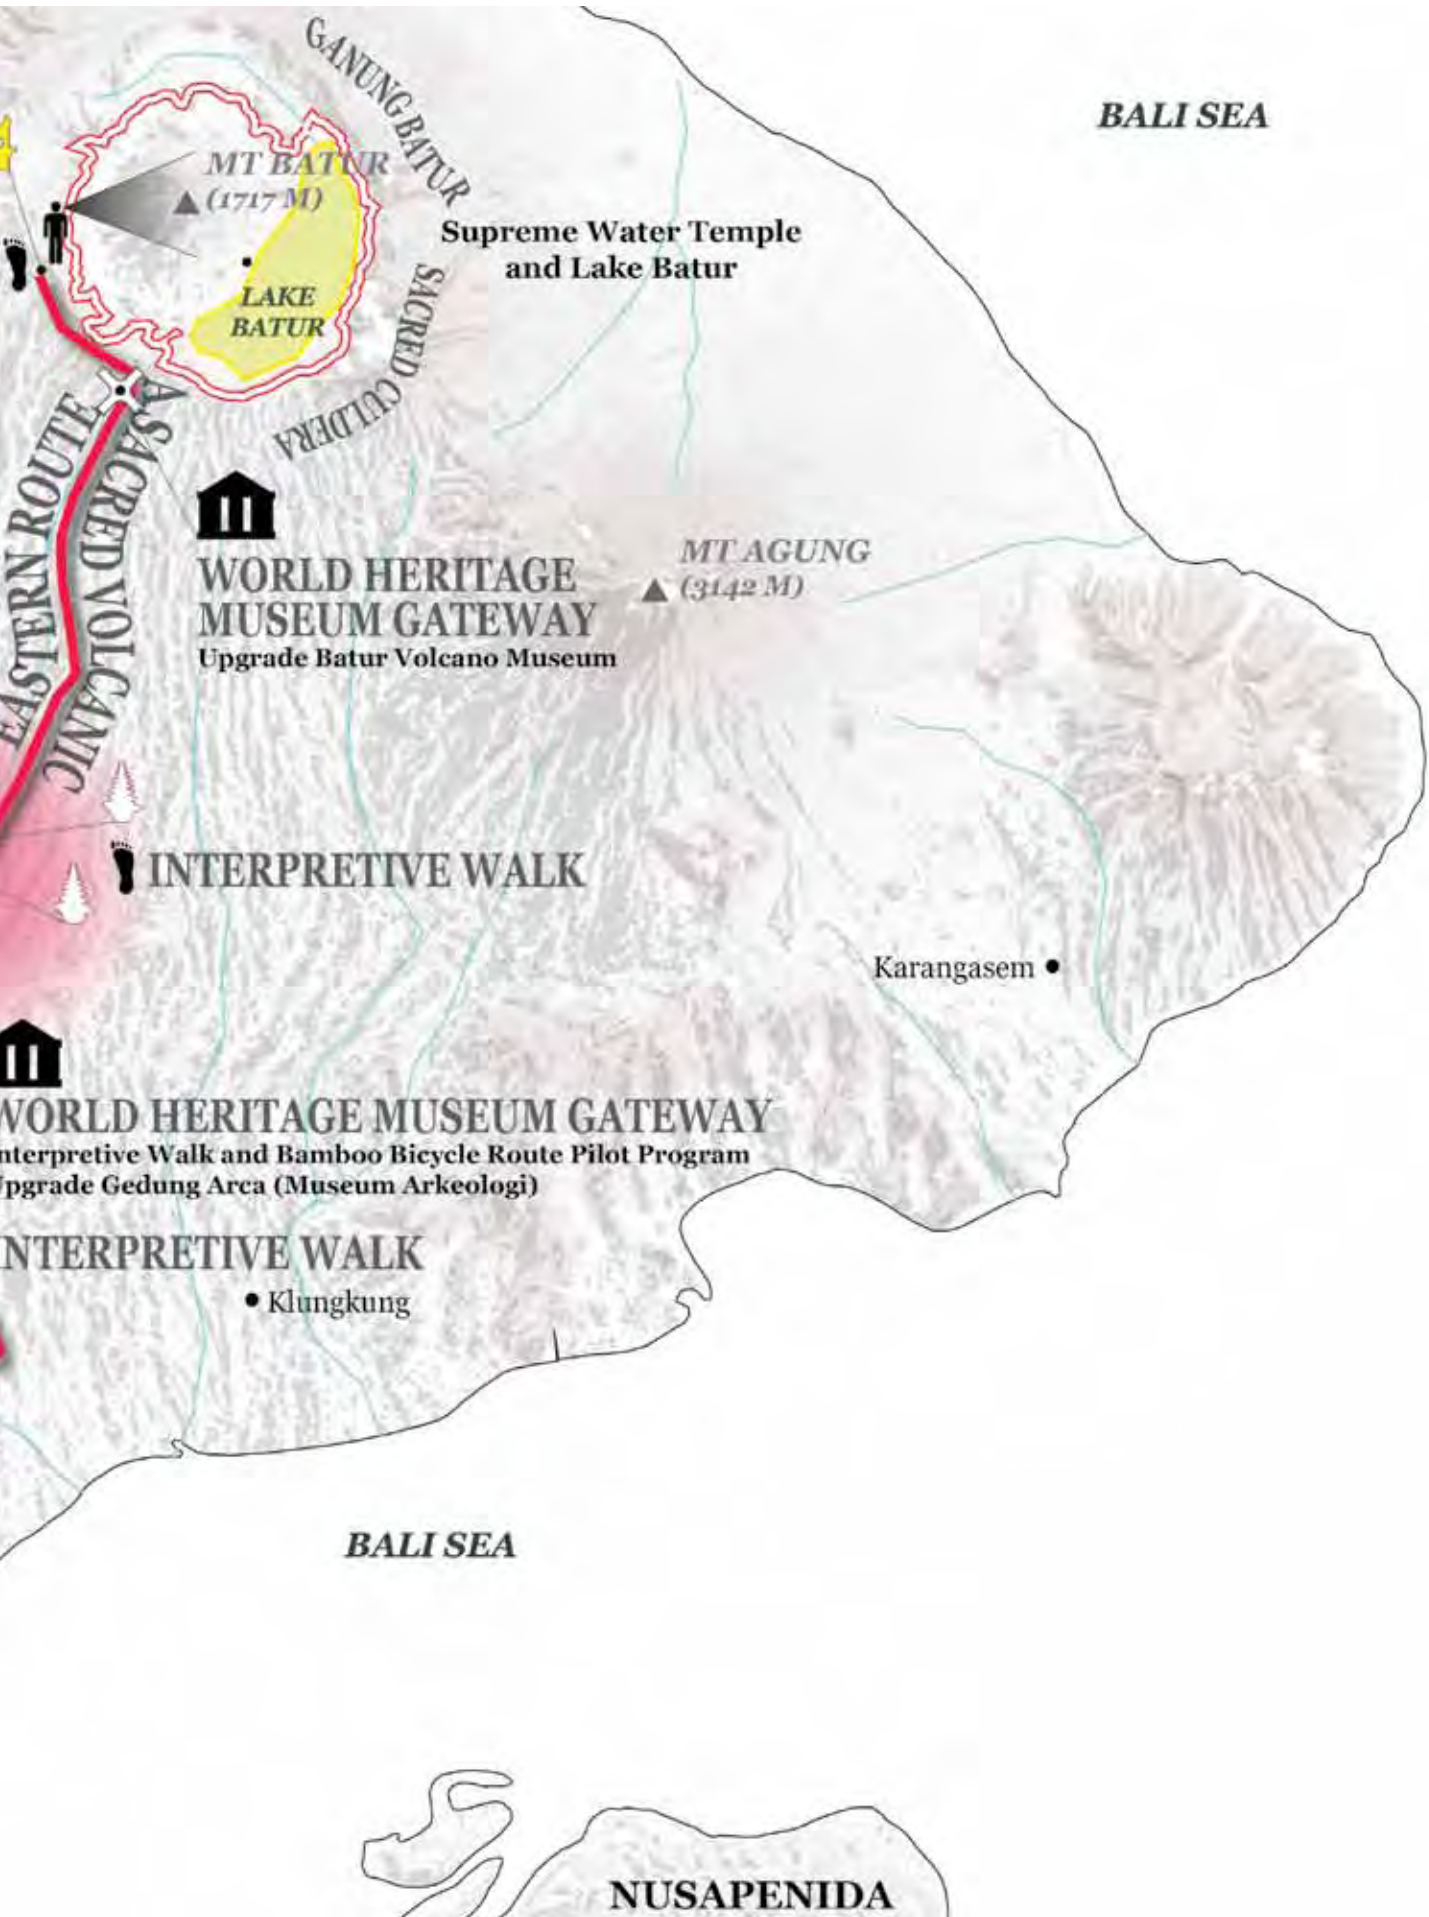 GANUNG BATUR
BALI SEA
MT BATUR
(1717 M)
Supreme Water Temple
and Lake Batur
LAKE
BATUR
SACRED CULDERA
EASTERN ROUTE
A SACRED VOLCANIC
WORLD HERITAGE
MUSEUM GATEWAY
Upgrade Batur Volcano Museum
MT AGUNG
(3142 M)
INTERPRETIVE WALK
Karangasem
WORLD HERITAGE MUSEUM GATEWAY
nterpretive Walk and Bamboo Bicycle Route Pilot Program
Upgrade Gedung Arca (Museum Arkeologi)
NTERPRETIVE WALK
Klungkung
BALI SEA
NUSAPENIDA